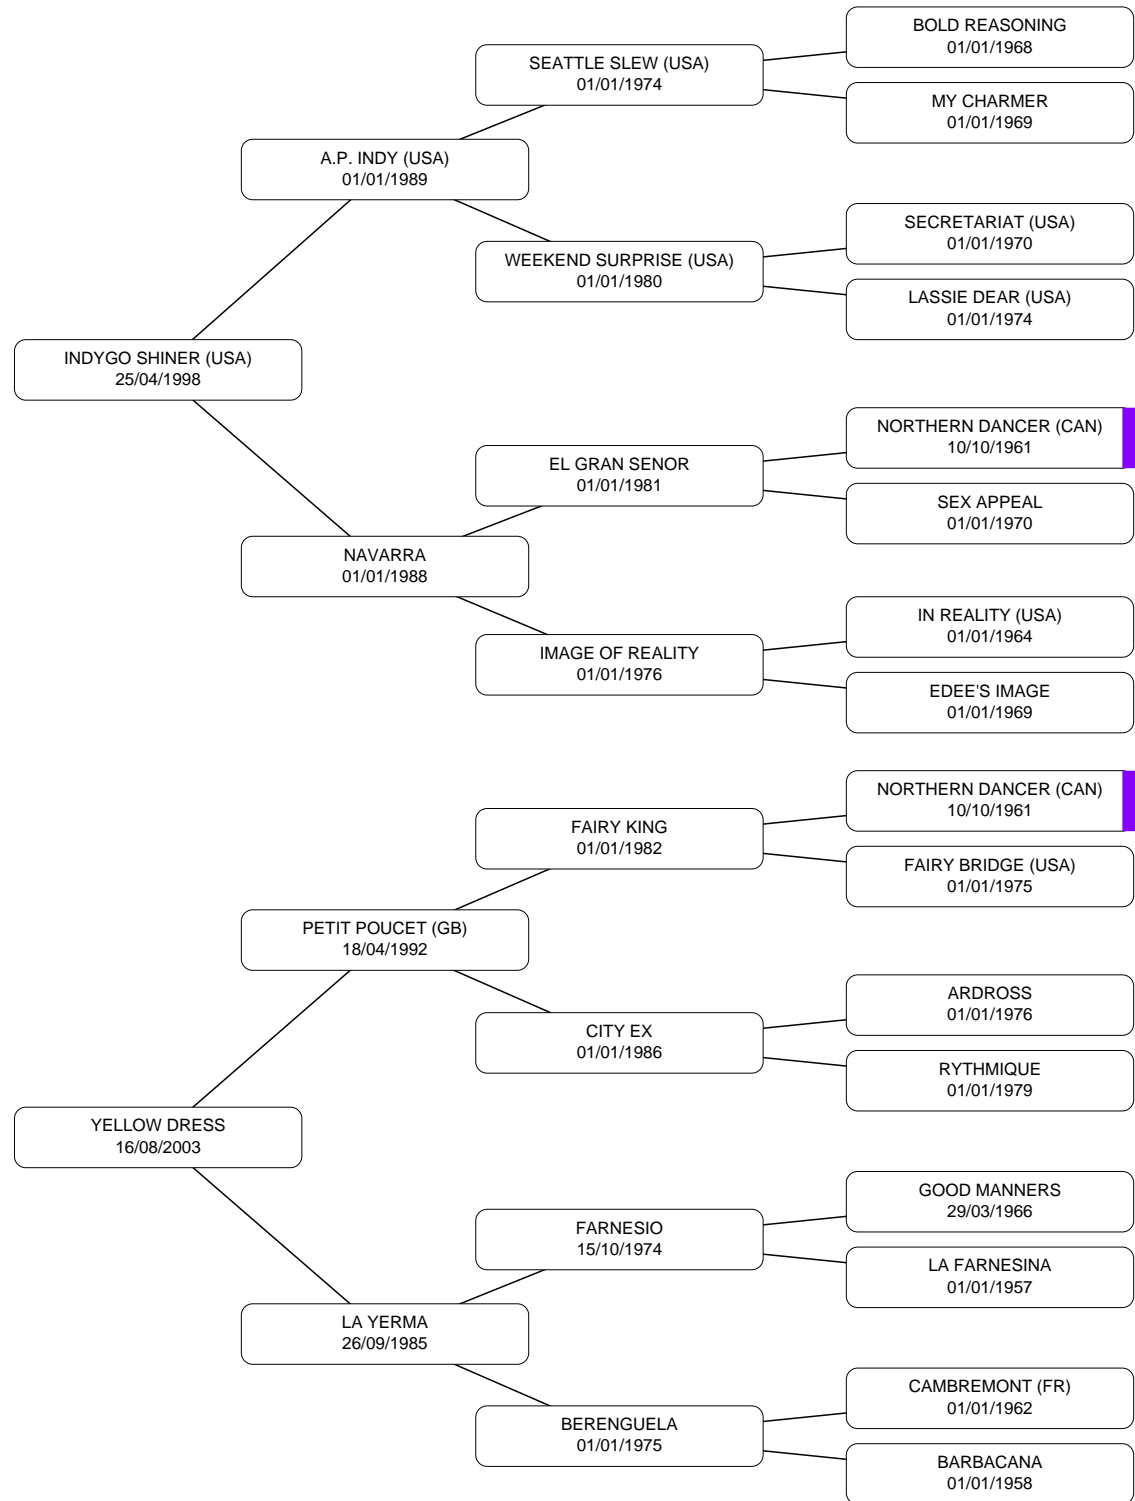 BOLD REASONING
01/01/1968
SEATTLE SLEW (USA)
01/01/1974
MY CHARMER
01/01/1969
A.P. INDY (USA)
01/01/1989
SECRETARIAT (USA)
01/01/1970
WEEKEND SURPRISE (USA)
01/01/1980
LASSIE DEAR (USA)
01/01/1974
INDYGO SHINER (USA)
25/04/1998
NORTHERN DANCER (CAN)
10/10/1961
EL GRAN SENOR
01/01/1981
SEX APPEAL
01/01/1970
NAVARRA
01/01/1988
IN REALITY (USA)
01/01/1964
IMAGE OF REALITY
01/01/1976
EDEE'S IMAGE
01/01/1969
NORTHERN DANCER (CAN)
10/10/1961
FAIRY KING
01/01/1982
FAIRY BRIDGE (USA)
01/01/1975
PETIT POUCET (GB)
18/04/1992
ARDROSS
01/01/1976
CITY EX
01/01/1986
RYTHMIQUE
01/01/1979
YELLOW DRESS
16/08/2003
GOOD MANNERS
29/03/1966
FARNESIO
15/10/1974
LA FARNESINA
01/01/1957
LA YERMA
26/09/1985
CAMBREMONT (FR)
01/01/1962
BERENGUELA
01/01/1975
BARBACANA
01/01/1958